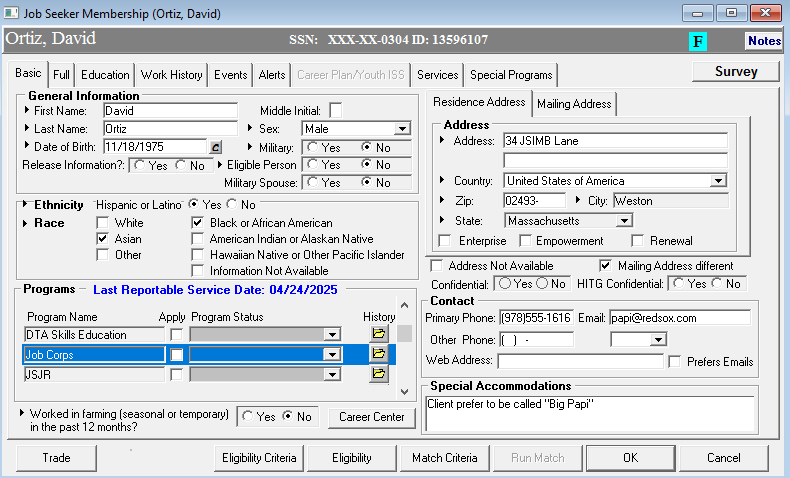 Job Seeker Membership (Ortiz, David)
Ortiz, David SSN: XXX-XX-0304 ID: 13596107 F Notes
Basic Full Education Work History Events Alerts Career Plan/Youth ISS Services Special Programs Survey
General Information
First Name: David Middle Initial:
Last Name: Ortiz Sex: Male
Date of Birth: 11/18/1975 Military: Yes No
Release Information?: Yes No Eligible Person Yes No
Military Spouse: Yes No
Ethnicity "Hispanic or Latino" Yes No
Race White Black or African American
Asian American Indian or Alaskan Native
Other Hawaiian Native or Other Pacific Islander
Information Not Available
Programs Last Reportable Service Date: 04/24/2025
Program Name Apply Program Status History
DTA Skills Education
Job Corps
JSJR
Worked in farming (seasonal or temporary)
in the past 12 months? Yes No Career Center
Residence Address Mailing Address
Address
Address: 34 JSIMB Lane
Country: United States of America
Zip: 02493- City: Weston
State: Massachusetts
Enterprise Empowerment Renewal
Address Not Available Mailing Address different
Confidential: Yes No HITG Confidential: Yes No
Contact
Primary Phone: (978)555-1616 Email: papi@redsox.com
Other Phone: ( ) -
Web Address: Prefers Emails
Special Accommodations
Client prefer to be called "Big Papi"
Trade Eligibility Criteria Eligibility Match Criteria Run Match OK Cancel